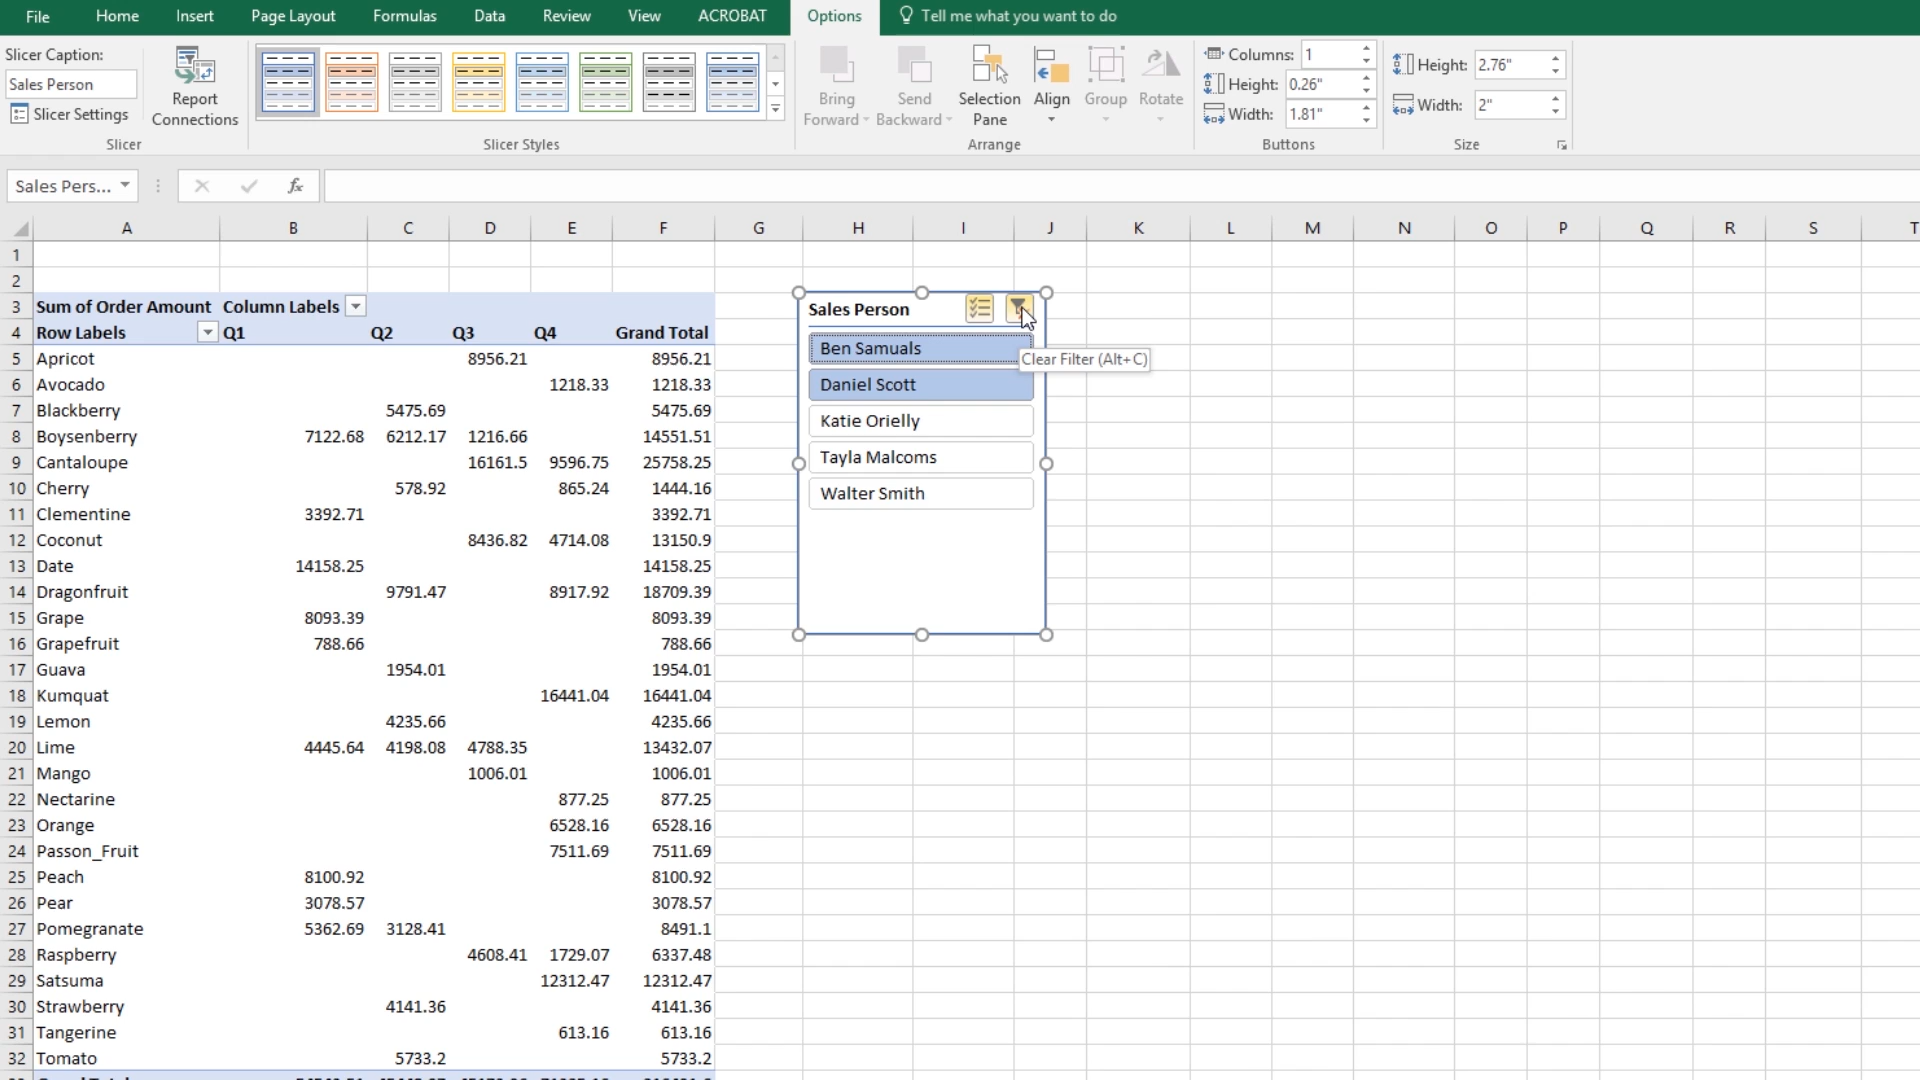 File Home Insert Page Layout Formulas Data Review View ACROBAT Options Tell me what you want to do
Slicer Caption:
Sales Person
Slicer Settings
Report Connections
Slicer
Slicer Styles
Bring Forward
Send Backward
Selection Pane
Align
Group
Rotate
Arrange
Columns: 1
Height: 0.26"
Width: 1.81"
Buttons
Height: 2.76"
Width: 2"
Size
Sales Pers... fx
A B C D E F G H I J K L M N O P Q R S T
1
2
3 Sum of Order Amount Column Labels
4 Row Labels Q1 Q2 Q3 Q4 Grand Total
5 Apricot 8956.21 8956.21
6 Avocado 1218.33 1218.33
7 Blackberry 5475.69 5475.69
8 Boysenberry 7122.68 6212.17 1216.66 14551.51
9 Cantaloupe 16161.5 9596.75 25758.25
10 Cherry 578.92 865.24 1444.16
11 Clementine 3392.71 3392.71
12 Coconut 8436.82 4714.08 13150.9
13 Date 14158.25 14158.25
14 Dragonfruit 9791.47 8917.92 18709.39
15 Grape 8093.39 8093.39
16 Grapefruit 788.66 788.66
17 Guava 1954.01 1954.01
18 Kumquat 16441.04 16441.04
19 Lemon 4235.66 4235.66
20 Lime 4445.64 4198.08 4788.35 13432.07
21 Mango 1006.01 1006.01
22 Nectarine 877.25 877.25
23 Orange 6528.16 6528.16
24 Passon_Fruit 7511.69 7511.69
25 Peach 8100.92 8100.92
26 Pear 3078.57 3078.57
27 Pomegranate 5362.69 3128.41 8491.1
28 Raspberry 4608.41 1729.07 6337.48
29 Satsuma 12312.47 12312.47
30 Strawberry 4141.36 4141.36
31 Tangerine 613.16 613.16
32 Tomato 5733.2 5733.2
Sales Person
Ben Samuals
Clear Filter (Alt+C)
Daniel Scott
Katie Orielly
Tayla Malcoms
Walter Smith